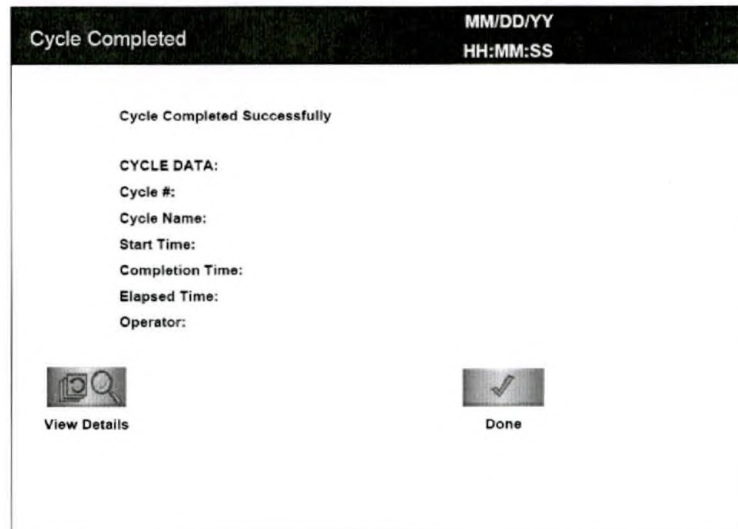 Cycle Completed
MM/DD/YY
HH:MM:SS
Cycle Completed Successfully
CYCLE DATA:
Cycle #:
Cycle Name:
Start Time:
Completion Time:
Elapsed Time:
Operator:
View Details
Done